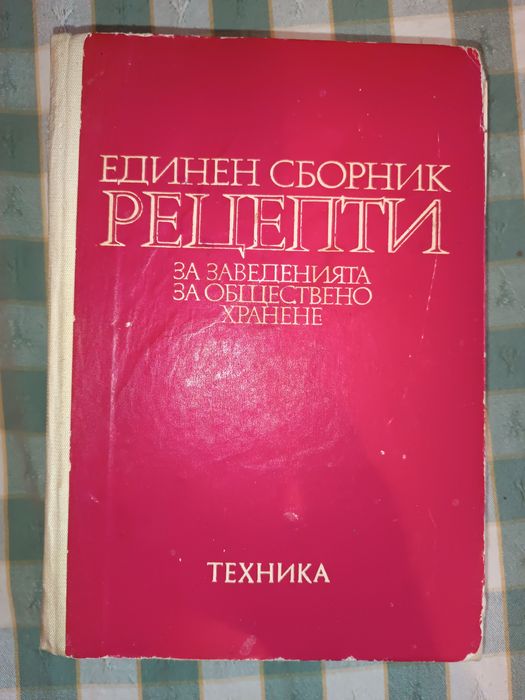 ЕДИНЕН СБОРНИК
РЕЦЕПТИ
ЗА ЗАВЕДЕНИЯТА
ЗА ОБЩЕСТВЕНО
ХРАНЕНЕ
ТЕХНИКА